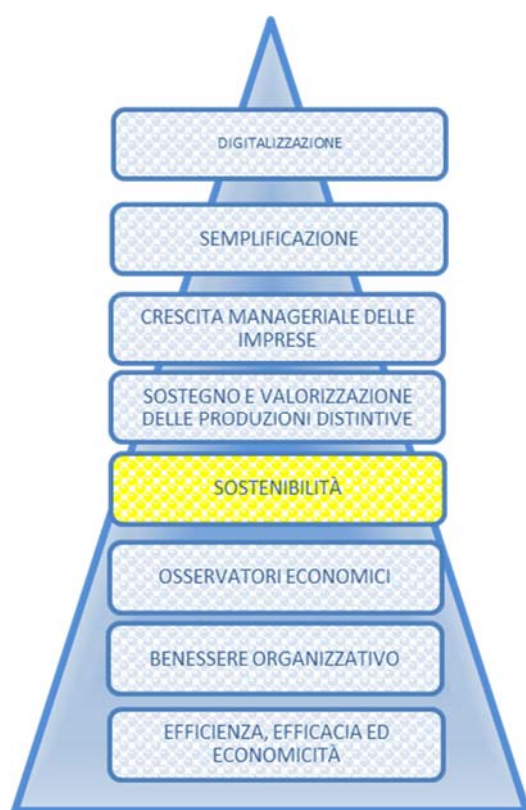 DIGITALIZZAZIONE
SEMPLIFICAZIONE
CRESCITA MANAGERIALE DELLE
IMPRESE
SOSTEGNO E VALORIZZAZIONE
DELLE PRODUZIONI DISTINTIVE
SOSTENIBILITÀ
OSSERVATORI ECONOMICI
BENESSERE ORGANIZZATIVO
EFFICIENZA, EFFICACIA ED
ECONOMICITÀ